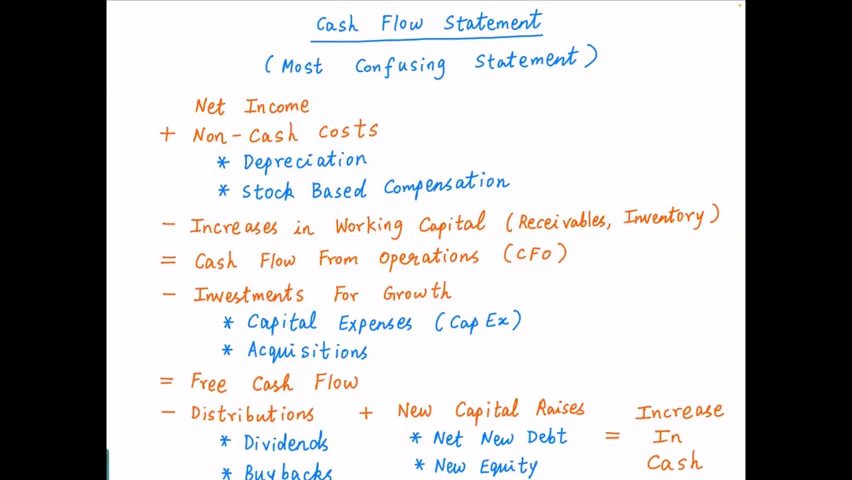 Cash Flow Statement
(Most Confusing Statement)
Net Income
+ Non-Cash Costs
* Depreciation
* Stock Based Compensation
- Increases in Working Capital (Receivables, Inventory)
= Cash Flow From Operations (CFO)
- Investments For Growth
* Capital Expenses (CapEx)
* Acquisitions
= Free Cash Flow
- Distributions + New Capital Raises
* Dividends * Net New Debt = Increase In Cash
* Buybacks * New Equity